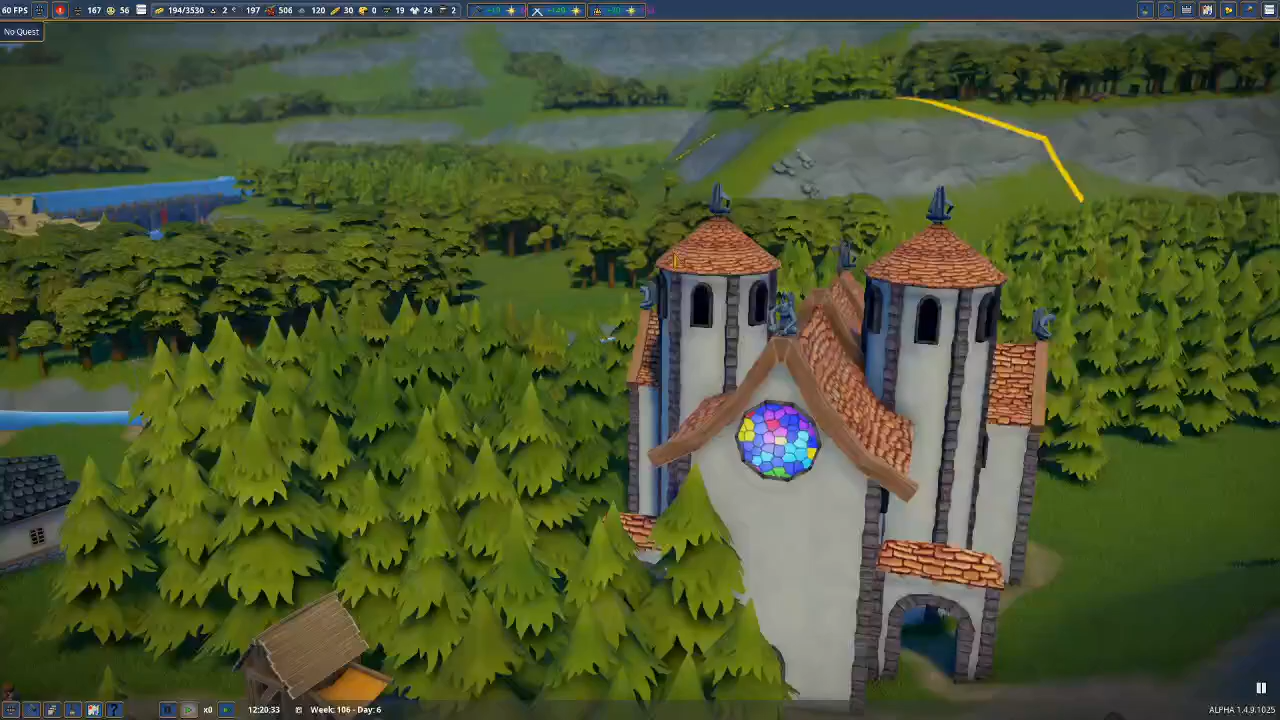 60 FPS 167 56 194/3530 2 197 506 120 30 0 19 24 2
No Quest
x0 12:20:33 Week: 106 - Day: 6
ALPHA 1.4.9.1025